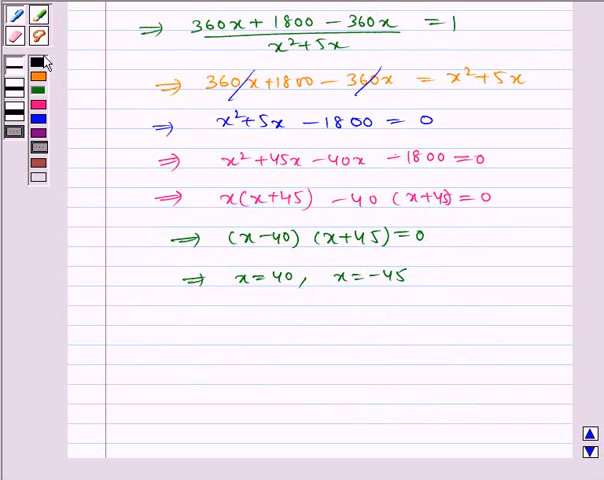 ⇒ (360x + 1800 − 360x)/(x²+5x) = 1
⇒ 360x + 1800 − 360x = x²+5x
⇒ x²+5x − 1800 = 0
⇒ x² + 45x − 40x − 1800 = 0
⇒ x(x+45) − 40 (x+45) = 0
⇒ (x−40) (x+45) = 0
⇒ x = 40, x = −45